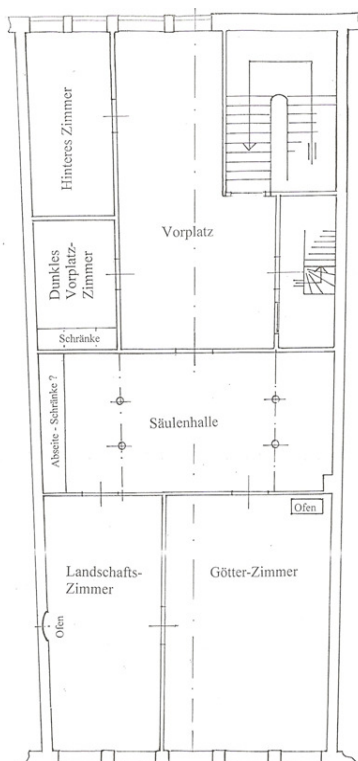 Hinteres Zimmer
Vorplatz
Dunkles
Vorplatz-
Zimmer
Schränke
Abseite - Schränke ?
Säulenhalle
Ofen
Landschafts-
Zimmer
Götter-Zimmer
Ofen